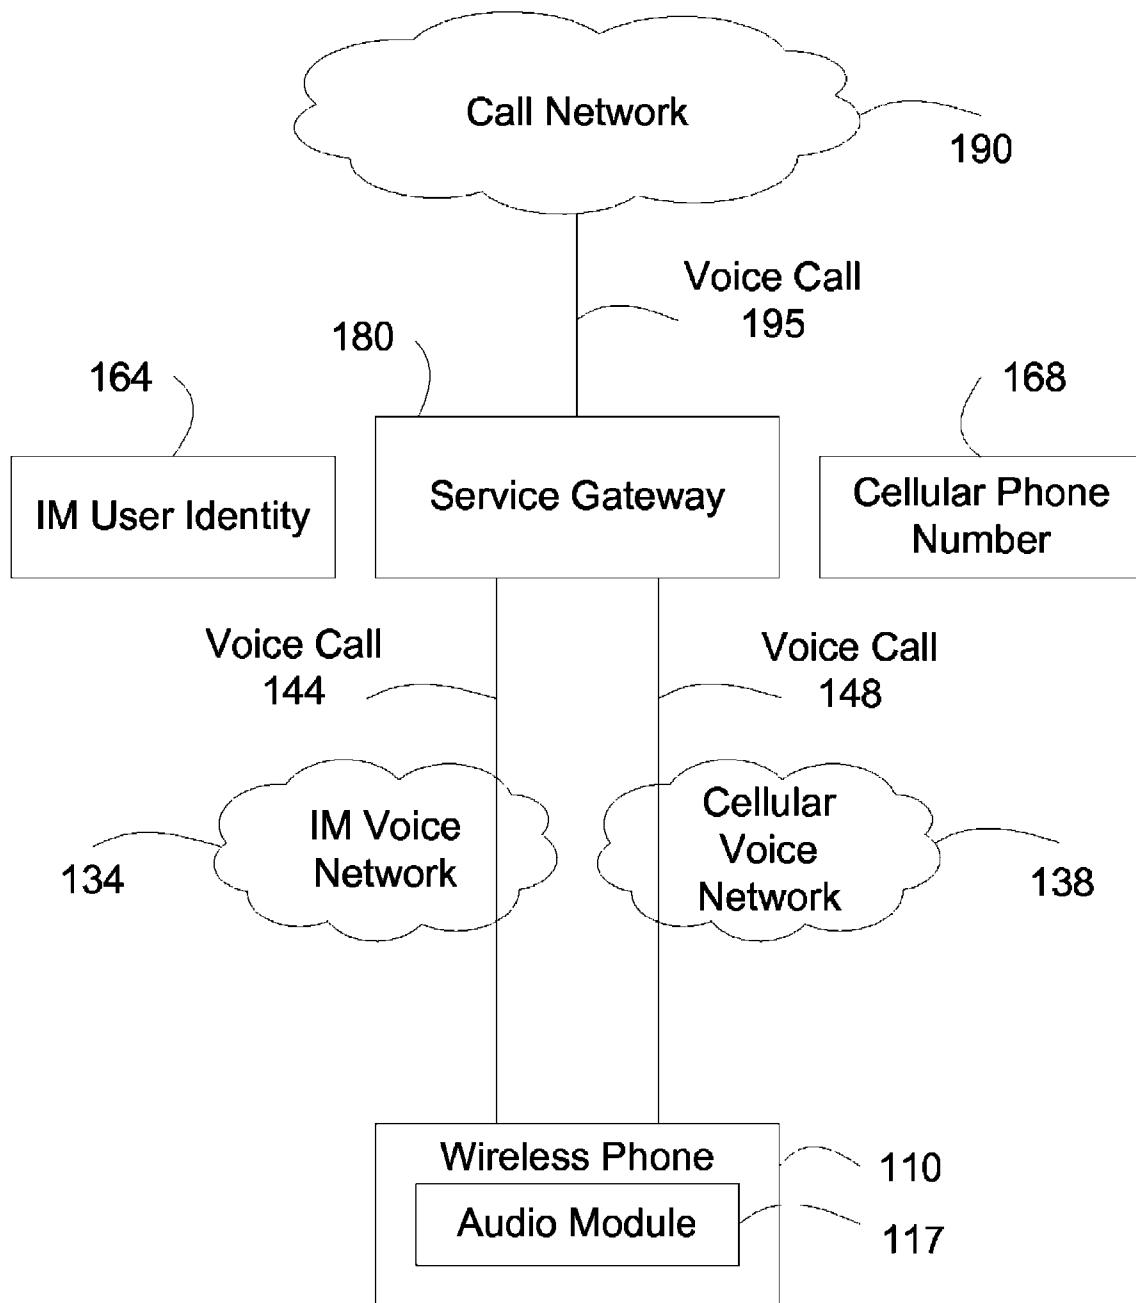 Call Network
190
Voice Call
195
180
164
168
IM User Identity
Service Gateway
Cellular Phone
Number
Voice Call
144
Voice Call
148
IM Voice
Network
Cellular
Voice
Network
134
138
Wireless Phone
110
Audio Module
117